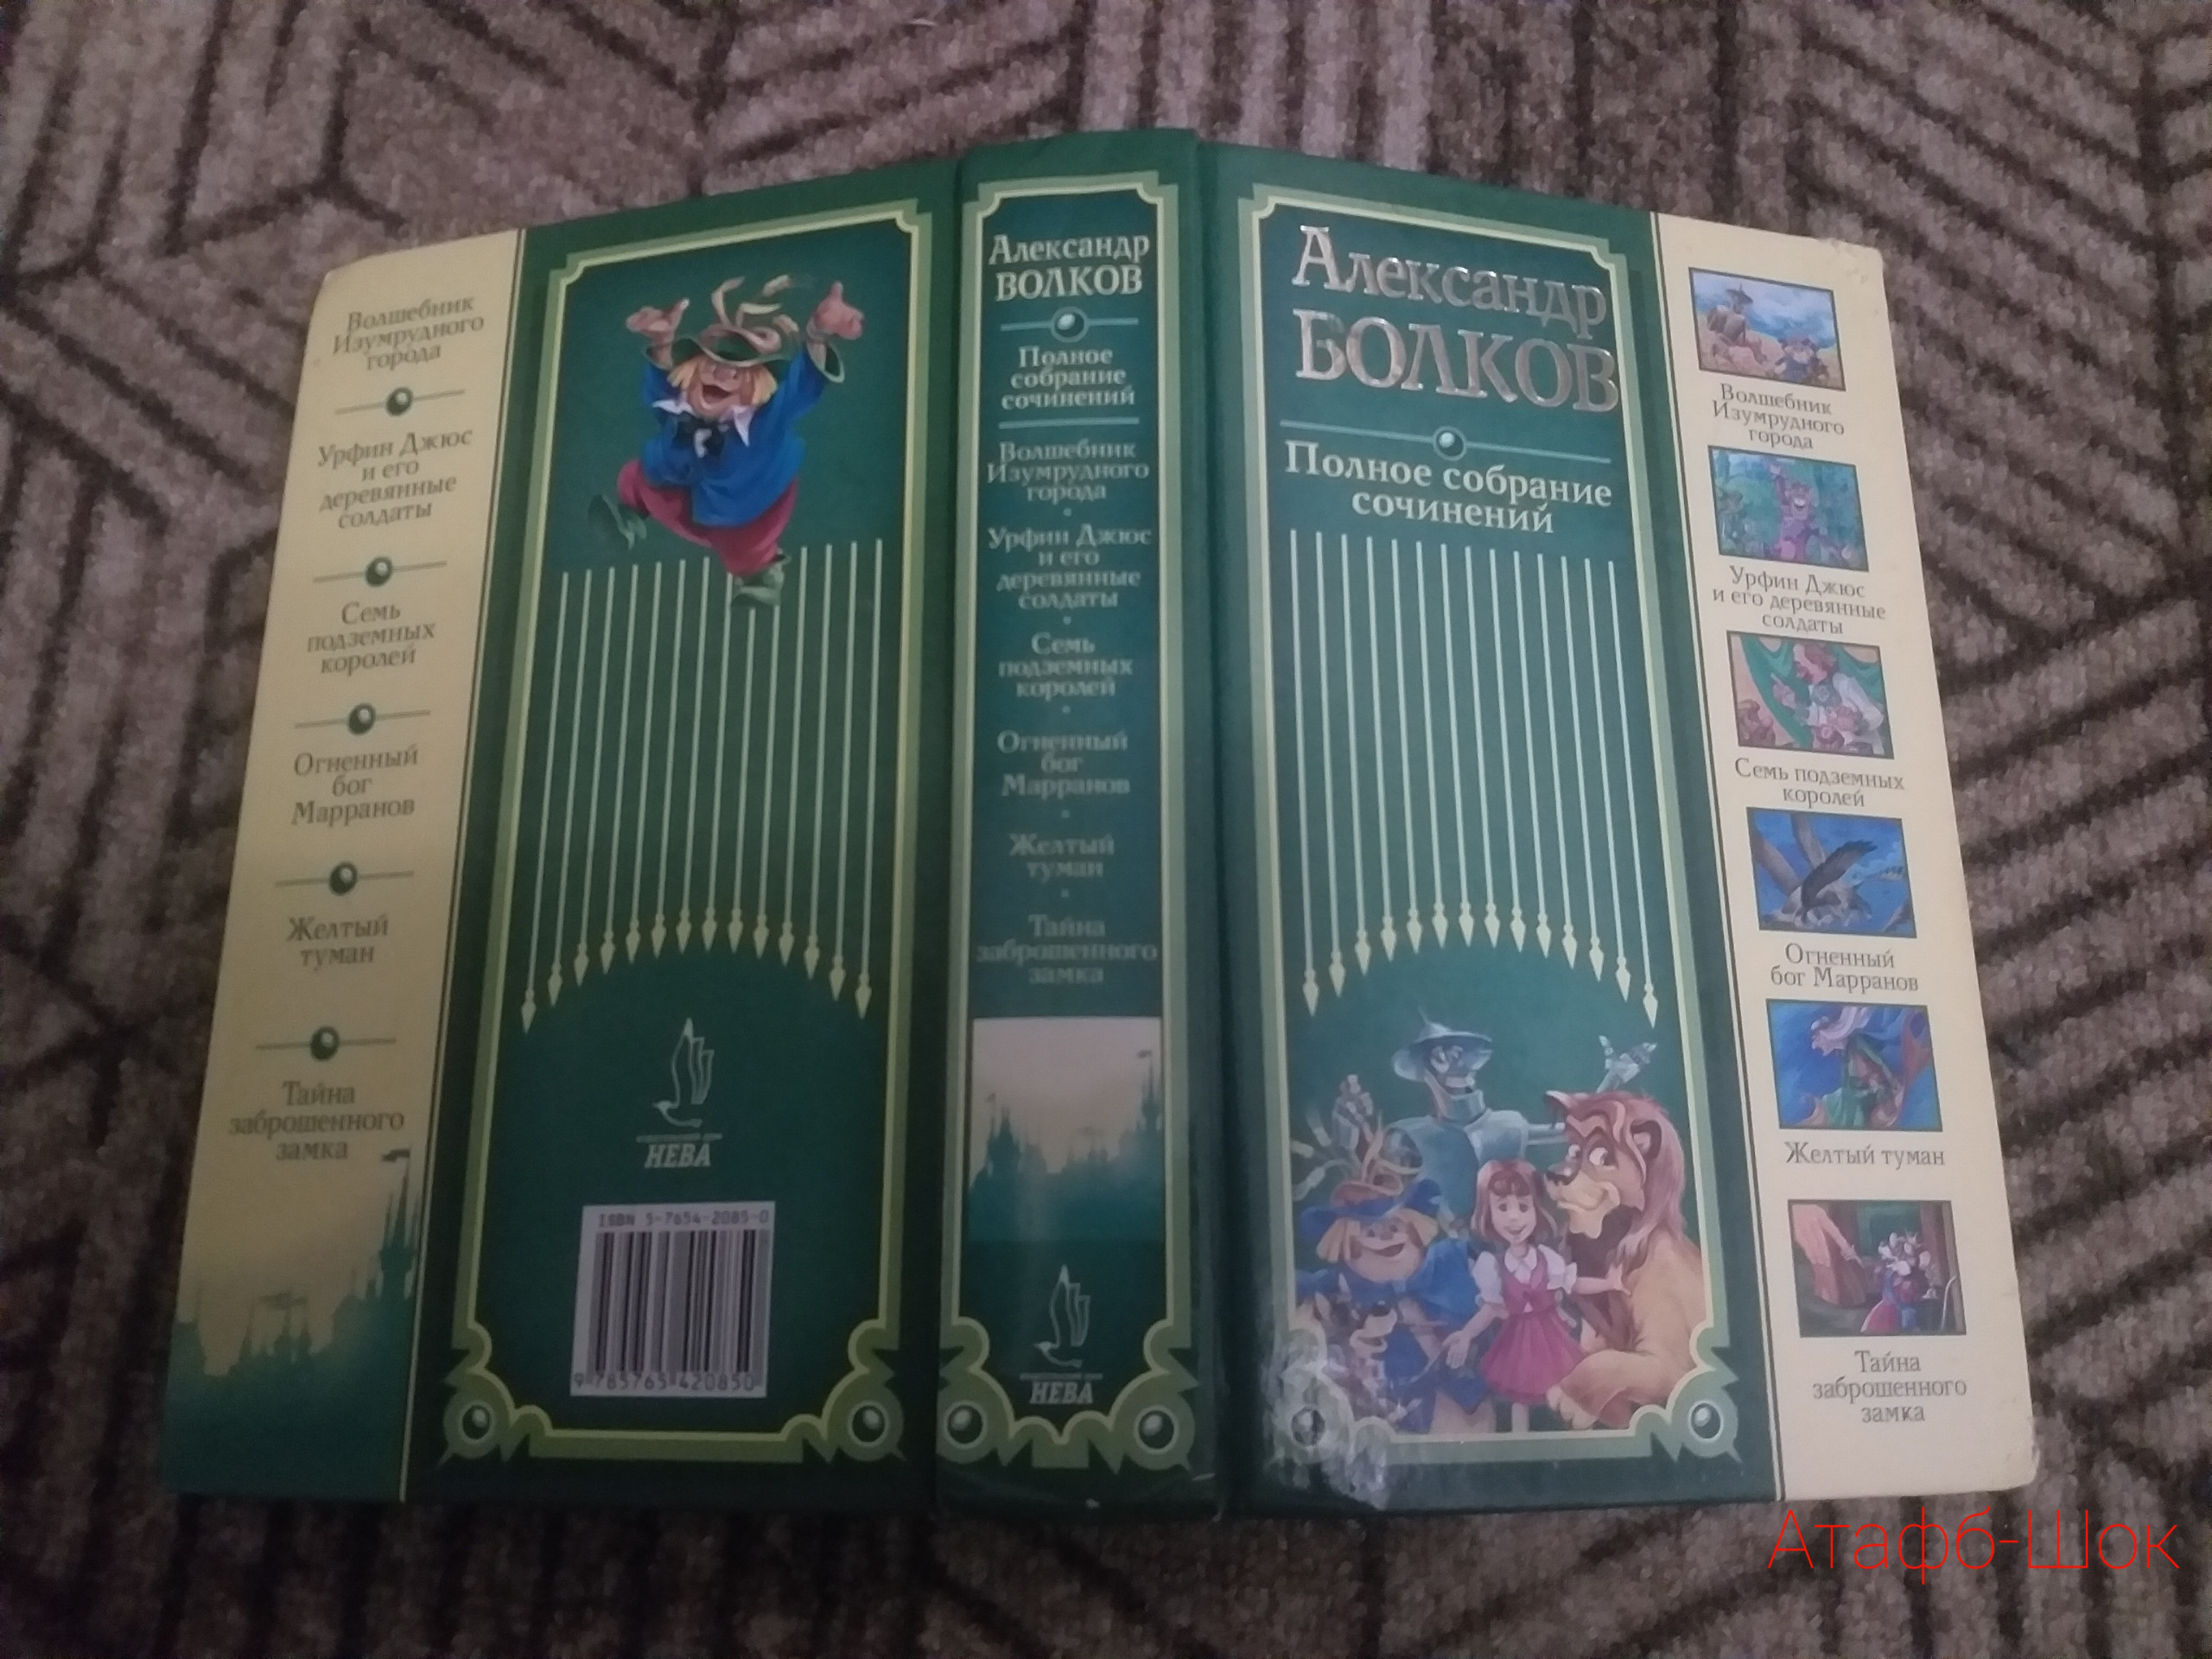 Волшебник
Изумрудного
города
Урфин Джюс
и его
деревянные
солдаты
Семь
подземных
королей
Огненный
бог
Марранов
Желтый
туман
Тайна
заброшенного
замка
НЕВА
ISBN 5-7654-2085-0
9 785765 420850
Александр
ВОЛКОВ
Полное
собрание
сочинений
Волшебник
Изумрудного
города
Урфин Джюс
и его
деревянные
солдаты
Семь
подземных
королей
Огненный
бог
Марранов
Желтый
туман
Тайна
заброшенного
замка
НЕВА
Александр
ВОЛКОВ
Полное собрание
сочинений
Волшебник
Изумрудного
города
Урфин Джюс
и его деревянные
солдаты
Семь подземных
королей
Огненный
бог Марранов
Желтый туман
Тайна
заброшенного
замка
Атафб-Шок